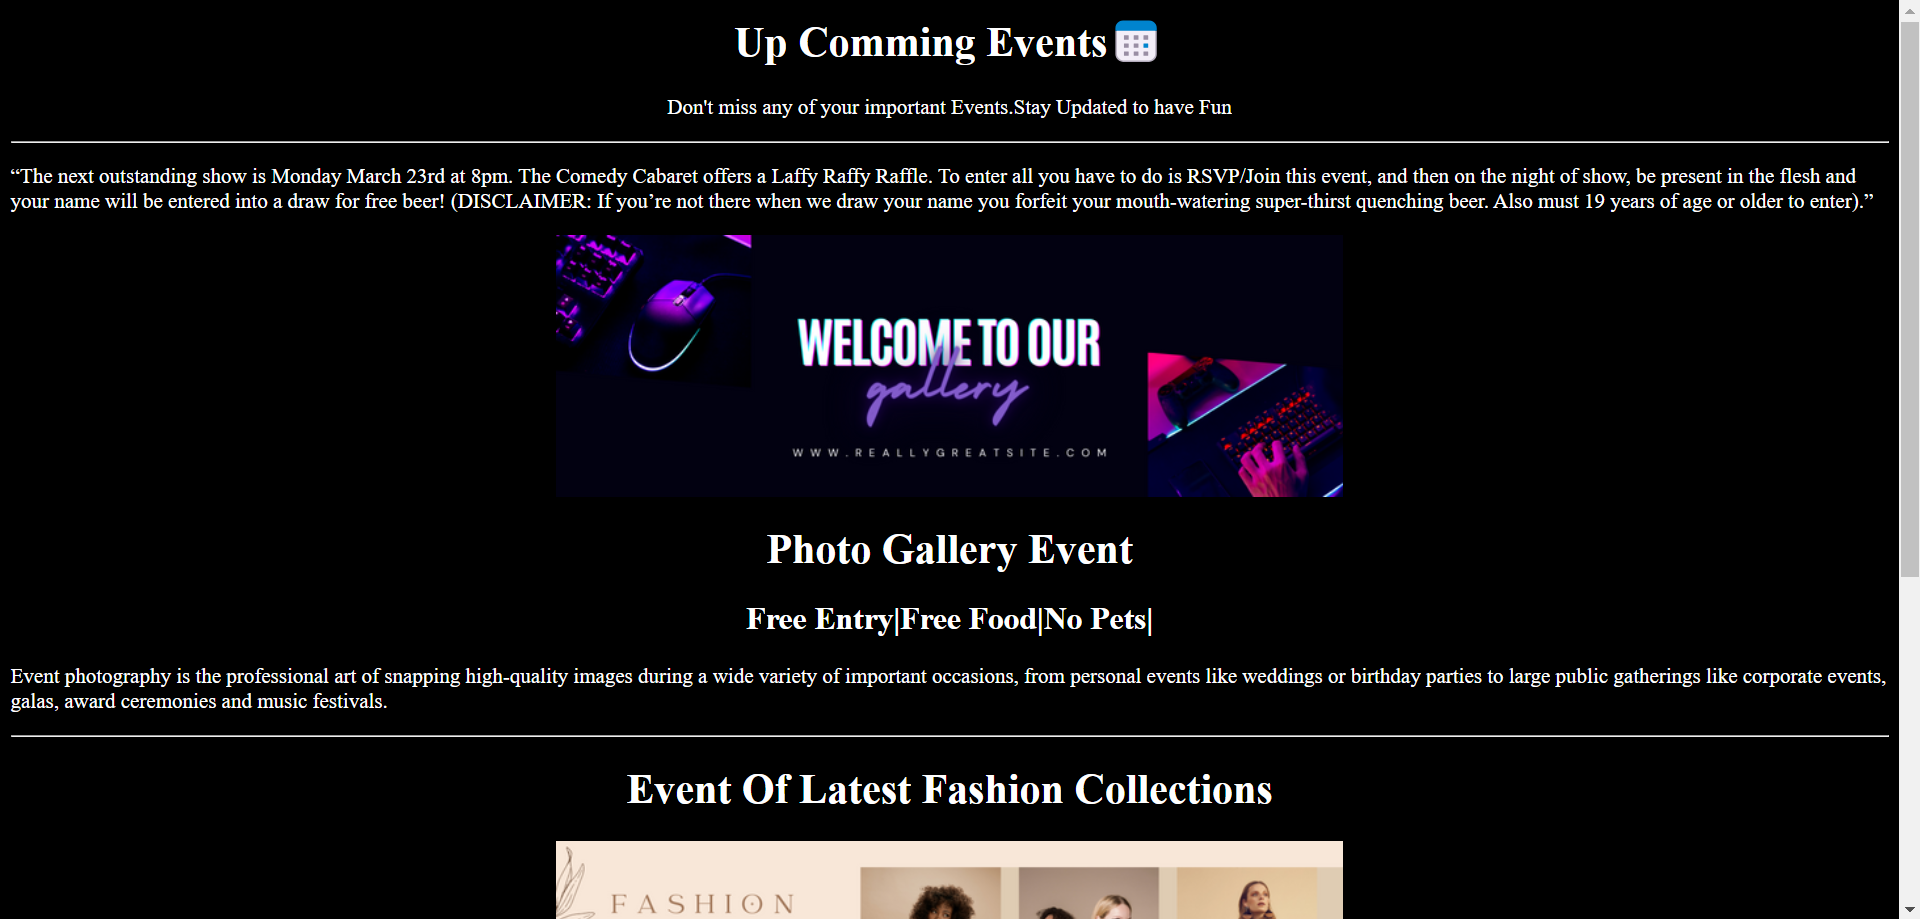 Up Comming Events
Don't miss any of your important Events.Stay Updated to have Fun
“The next outstanding show is Monday March 23rd at 8pm. The Comedy Cabaret offers a Laffy Raffy Raffle. To enter all you have to do is RSVP/Join this event, and then on the night of show, be present in the flesh and
your name will be entered into a draw for free beer! (DISCLAIMER: If you’re not there when we draw your name you forfeit your mouth-watering super-thirst quenching beer. Also must 19 years of age or older to enter).”
WELCOME TO OUR
gallery
WWW.REALLYGREATSITE.COM
Photo Gallery Event
Free Entry|Free Food|No Pets|
Event photography is the professional art of snapping high-quality images during a wide variety of important occasions, from personal events like weddings or birthday parties to large public gatherings like corporate events,
galas, award ceremonies and music festivals.
Event Of Latest Fashion Collections
FASHION